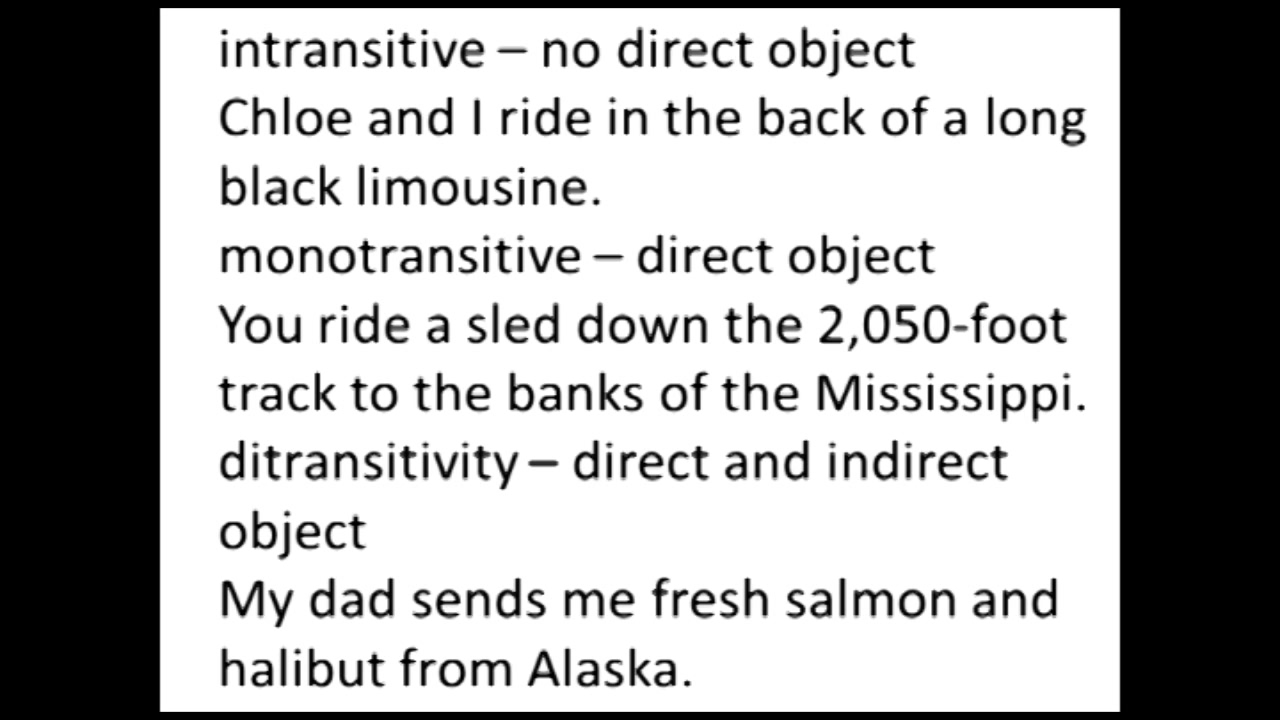 intransitive – no direct object
Chloe and I ride in the back of a long
black limousine.
monotransitive – direct object
You ride a sled down the 2,050-foot
track to the banks of the Mississippi.
ditransitivity – direct and indirect
object
My dad sends me fresh salmon and
halibut from Alaska.